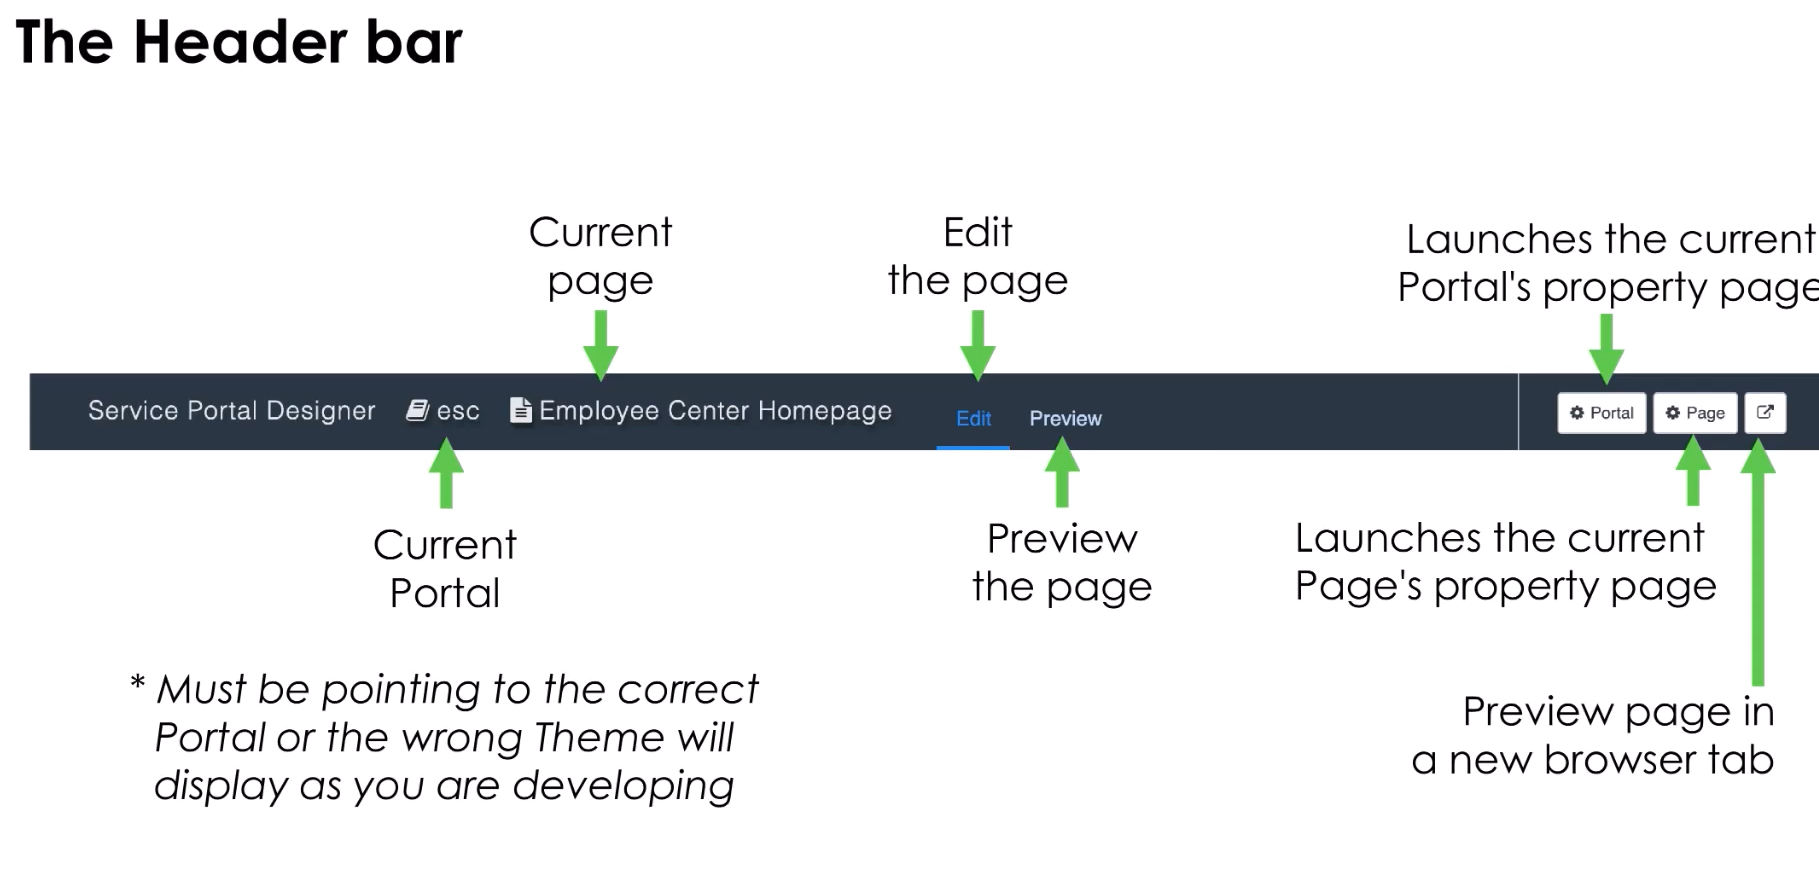 The Header bar
Current
page
Edit
the page
Launches the current
Portal's property page
Service Portal Designer esc Employee Center Homepage Edit Preview Portal Page
Current
Portal
Preview
the page
Launches the current
Page's property page
* Must be pointing to the correct
Portal or the wrong Theme will
display as you are developing
Preview page in
a new browser tab